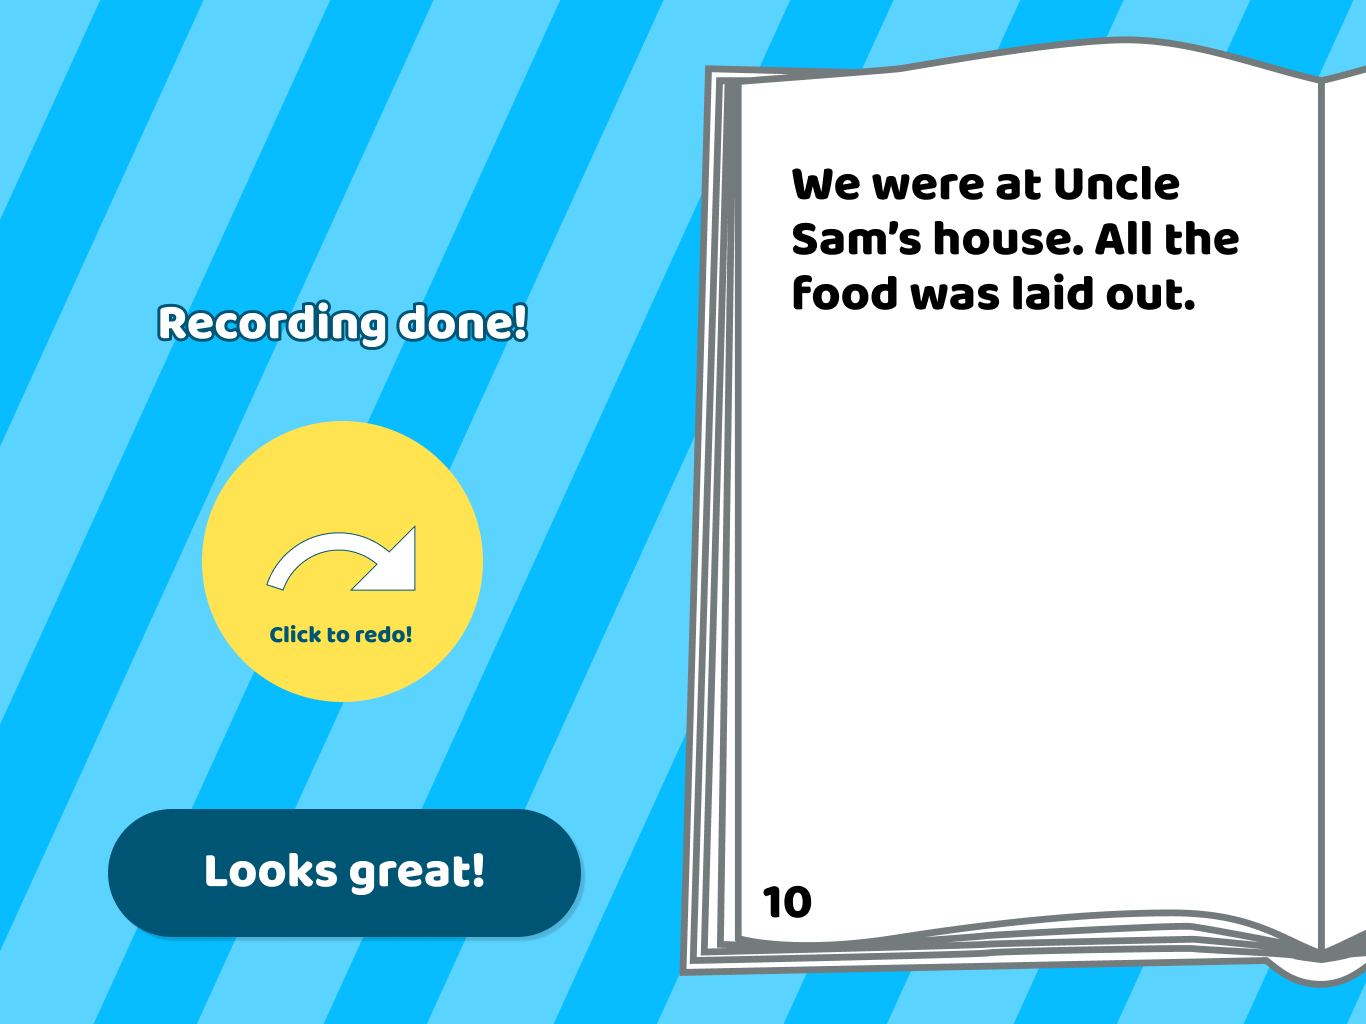 Recording done!
Click to redo!
Looks great!
We were at Uncle
Sam’s house. All the
food was laid out.
10